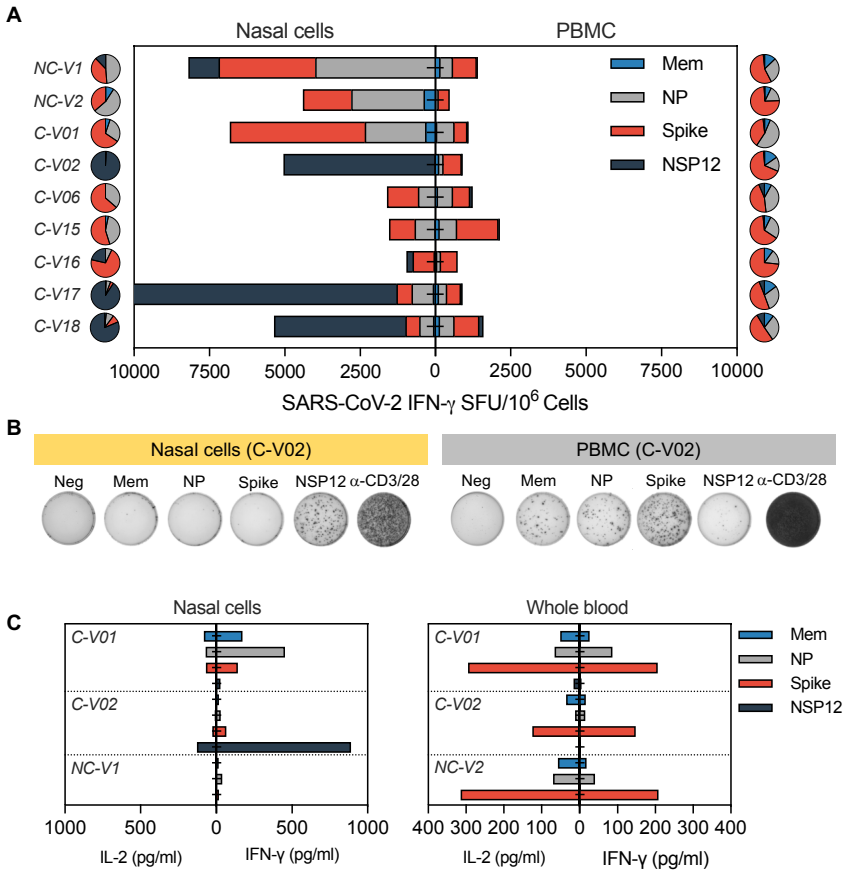 A
Nasal cells PBMC
NC-V1
NC-V2
C-V01
C-V02
C-V06
C-V15
C-V16
C-V17
C-V18
Mem
NP
Spike
NSP12
10000 7500 5000 2500 0 2500 5000 7500 10000
SARS-CoV-2 IFN-γ SFU/10⁶ Cells
B
Nasal cells (C-V02) PBMC (C-V02)
Neg Mem NP Spike NSP12 α-CD3/28 Neg Mem NP Spike NSP12 α-CD3/28
C
Nasal cells
C-V01
C-V02
NC-V1
1000 500 0 500 1000
IL-2 (pg/ml) IFN-γ (pg/ml)
Whole blood
C-V01
C-V02
NC-V2
400 300 200 100 0 100 200 300 400
IL-2 (pg/ml) IFN-γ (pg/ml)
Mem
NP
Spike
NSP12